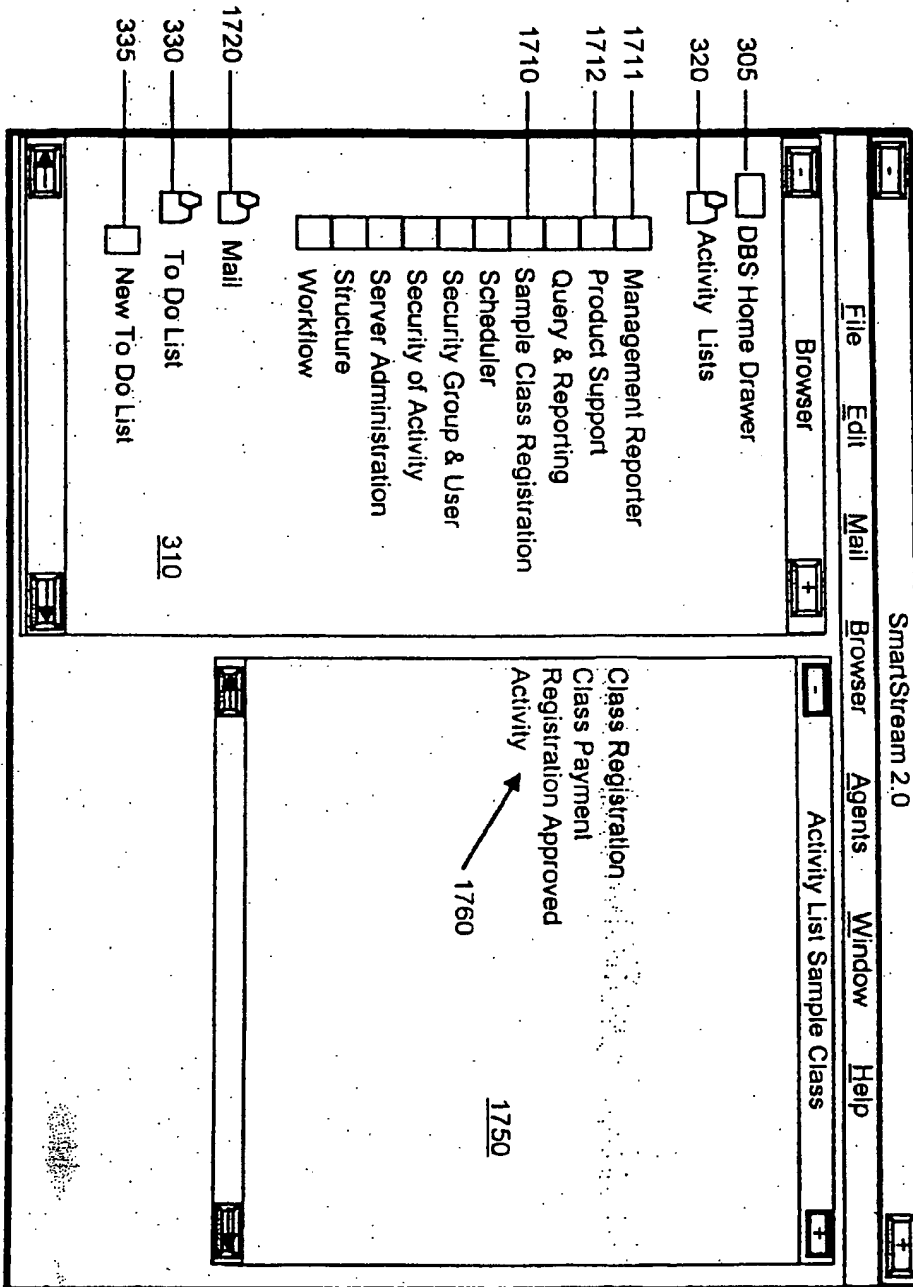 SmartStream 2.0
File Edit Mail Browser Agents Window Help
Browser
305 DBS Home Drawer
320 Activity Lists
1711 Management Reporter
1712 Product Support
Query & Reporting
1710 Sample Class Registration
Scheduler
Security Group & User
Security of Activity
Server Administration
Structure
Workflow
1720 Mail
330 To Do List
335 New To Do List
310
Activity List Sample Class
Class Registration
Class Payment
Registration Approved
Activity
1760
1750